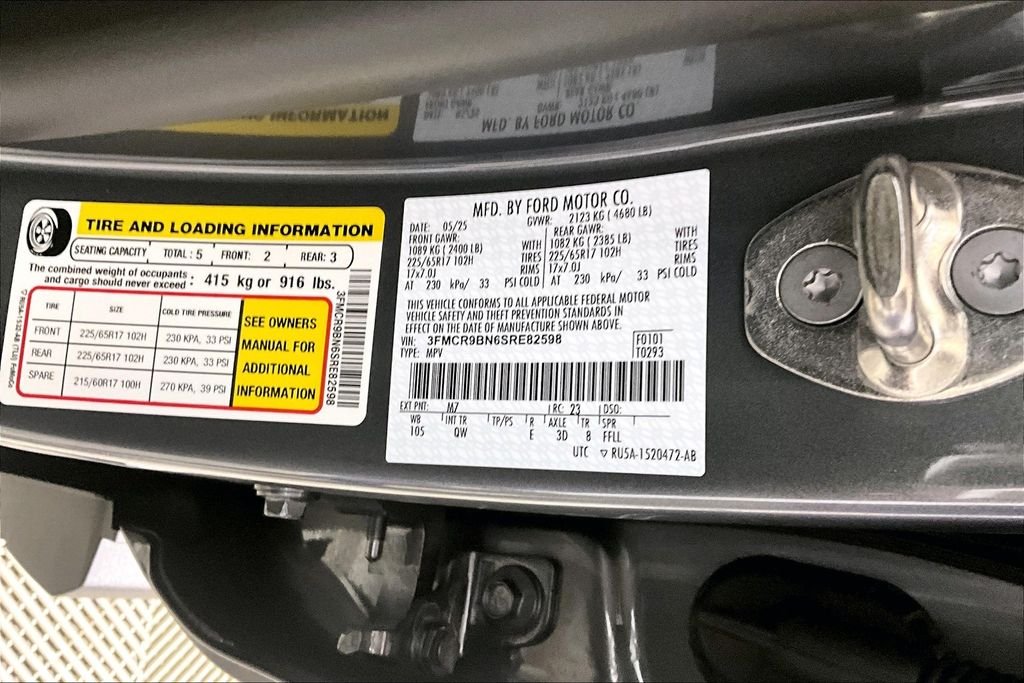 MFD. BY FORD MOTOR CO.
TIRE AND LOADING INFORMATION
SEATING CAPACITY TOTAL : 5 FRONT: 2 REAR: 3
The combined weight of occupants
and cargo should never exceed : 415 kg or 916 lbs.
TIRE SIZE COLD TIRE PRESSURE
FRONT 225/65R17 102H 230 KPA, 33 PSI
REAR 225/65R17 102H 230 KPA, 33 PSI
SPARE 215/60R17 100H 270 KPA, 39 PSI
SEE OWNERS
MANUAL FOR
ADDITIONAL
INFORMATION
3FMCR9BN6SRE82598
MFD. BY FORD MOTOR CO.
DATE: 05/25 GVWR: 2123 KG ( 4680 LB)
FRONT GAWR: REAR GAWR:
1089 KG ( 2400 LB) WITH 1082 KG ( 2385 LB) WITH
225/65R17 102H TIRES 225/65R17 102H TIRES
17x7.0J RIMS 17x7.0J RIMS
AT 230 kPa/ 33 PSI COLD AT 230 kPa/ 33 PSI COLD
THIS VEHICLE CONFORMS TO ALL APPLICABLE FEDERAL MOTOR
VEHICLE SAFETY AND THEFT PREVENTION STANDARDS IN
EFFECT ON THE DATE OF MANUFACTURE SHOWN ABOVE.
VIN: 3FMCR9BN6SRE82598 F0101
TYPE: MPV T0293
EXT PNT: M7 RC: 23 DSO:
WB INT TR TP/PS R AXLE TR SPR
105 QW E 3D 8 FFLL
UTC ▽ RU5A-1520472-AB